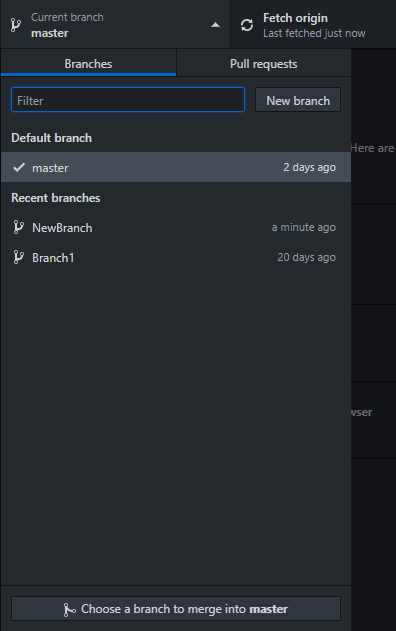 Current branch
master
Fetch origin
Last fetched just now
Branches
Pull requests
Filter
New branch
Default branch
master
2 days ago
Here are
Recent branches
NewBranch
a minute ago
Branch1
20 days ago
wser
Choose a branch to merge into master